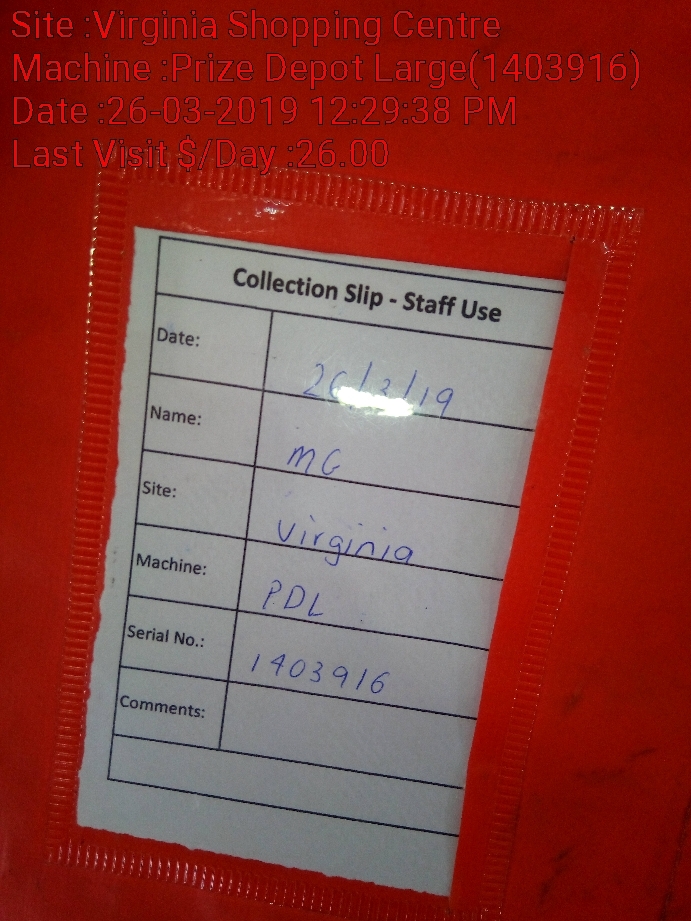 Site :Virginia Shopping Centre
Machine :Prize Depot Large(1403916)
Date :26-03-2019 12:29:38 PM
Last Visit $/Day :26.00
Collection Slip - Staff Use
Date: 26/3/19
Name: MG
Site: Virginia
Machine: PDL
Serial No.: 1403916
Comments: